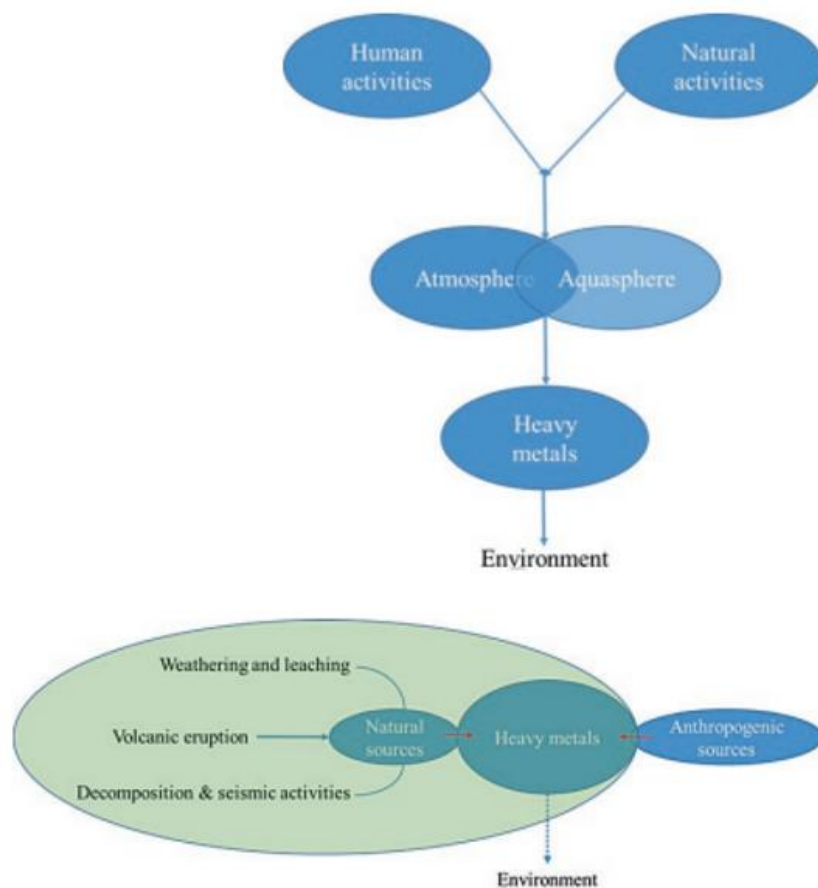 Human
activities
Natural
activities
Atmosphere
Aquasphere
Heavy
metals
Environment
Weathering and leaching
Volcanic eruption
Decomposition & seismic activities
Natural
sources
Heavy metals
Anthropogenic
sources
Environment